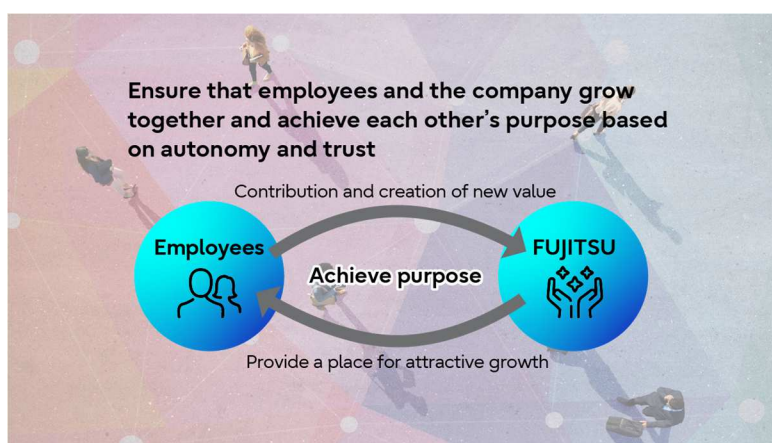 Ensure that employees and the company grow
together and achieve each other's purpose based
on autonomy and trust
Contribution and creation of new value
Employees
FUJITSU
Achieve purpose
Provide a place for attractive growth